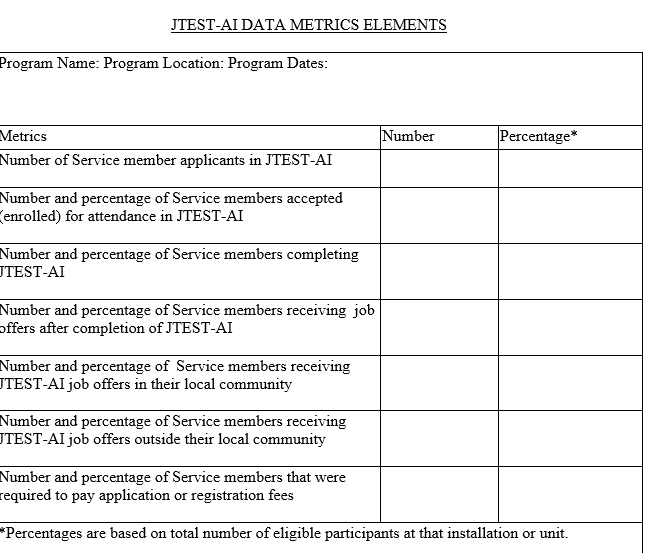 JTEST-AI DATA METRICS ELEMENTS
Program Name: Program Location: Program Dates:
Metrics Number Percentage*
Number of Service member applicants in JTEST-AI
Number and percentage of Service members accepted
(enrolled) for attendance in JTEST-AI
Number and percentage of Service members completing
JTEST-AI
Number and percentage of Service members receiving job
offers after completion of JTEST-AI
Number and percentage of Service members receiving
JTEST-AI job offers in their local community
Number and percentage of Service members receiving
JTEST-AI job offers outside their local community
Number and percentage of Service members that were
required to pay application or registration fees
*Percentages are based on total number of eligible participants at that installation or unit.